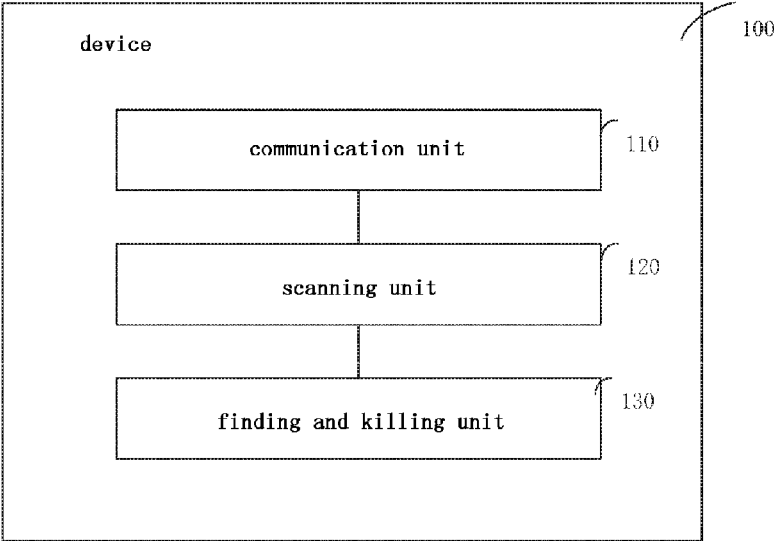 device
100
communication unit
110
scanning unit
120
finding and killing unit
130